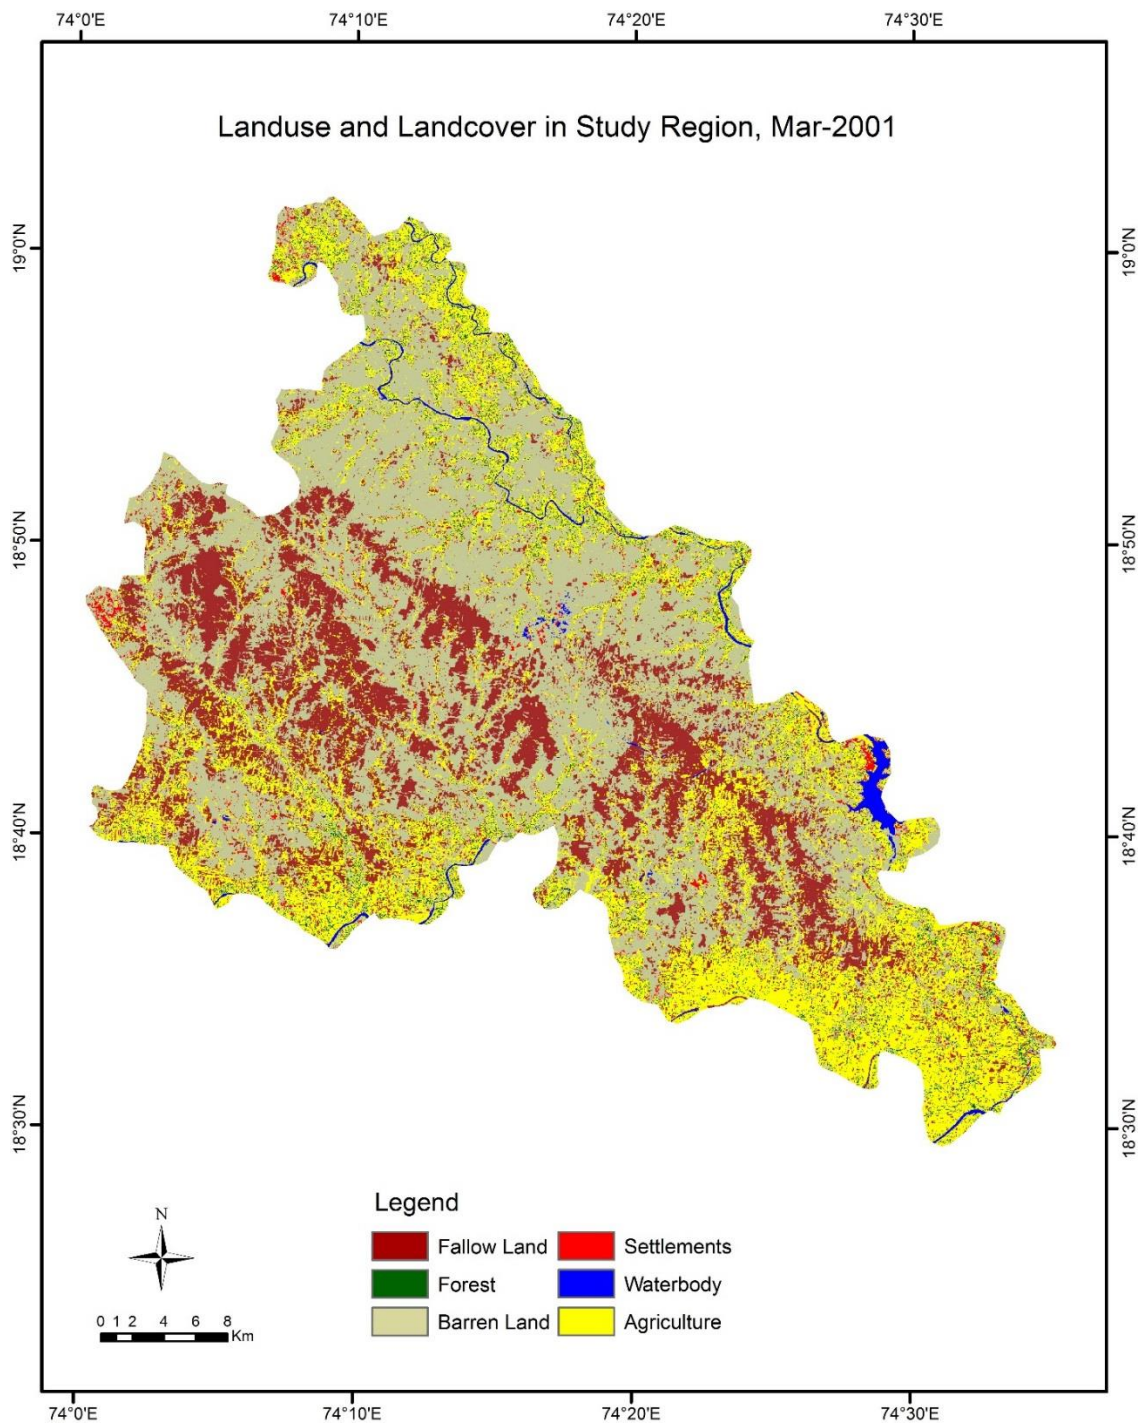 74°0'E 74°10'E 74°20'E 74°30'E
Landuse and Landcover in Study Region, Mar-2001
19°0'N 19°0'N
18°50'N 18°50'N
18°40'N 18°40'N
18°30'N 18°30'N
N
0 1 2 4 6 8
Km
Legend
Fallow Land Settlements
Forest Waterbody
Barren Land Agriculture
74°0'E 74°10'E 74°20'E 74°30'E